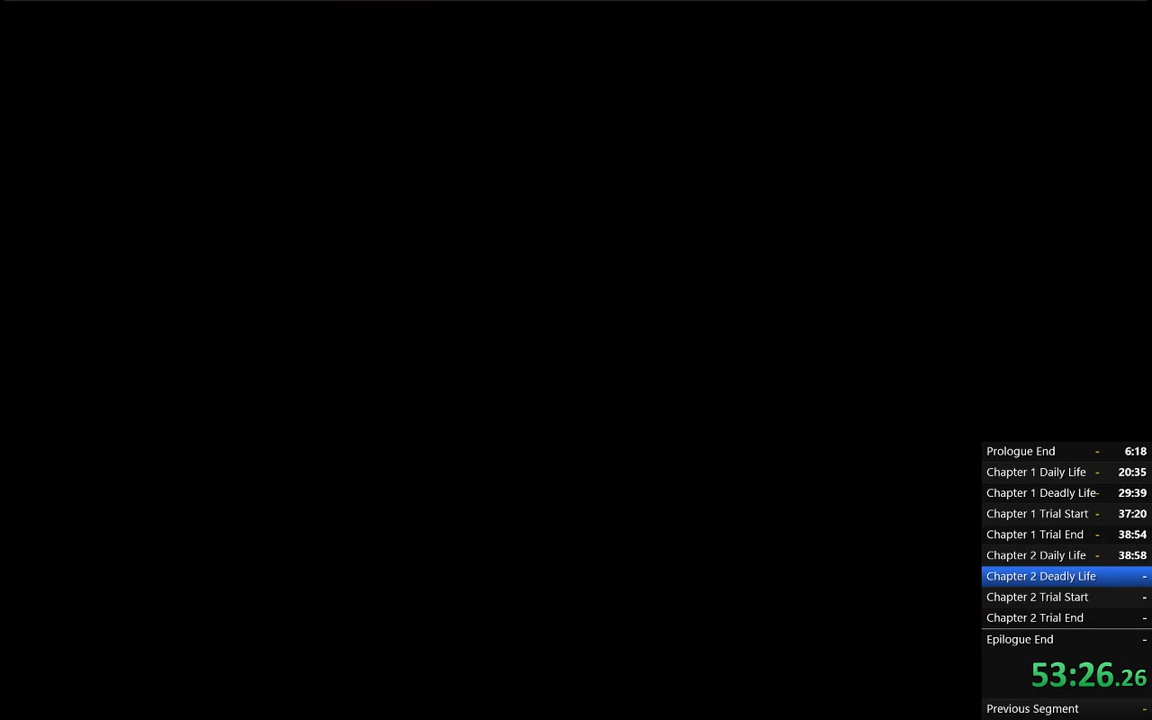 Prologue End - 6:18
Chapter 1 Daily Life - 20:35
Chapter 1 Deadly Life- 29:39
Chapter 1 Trial Start - 37:20
Chapter 1 Trial End - 38:54
Chapter 2 Daily Life - 38:58
Chapter 2 Deadly Life -
Chapter 2 Trial Start -
Chapter 2 Trial End -
Epilogue End -
53:26.26
Previous Segment -